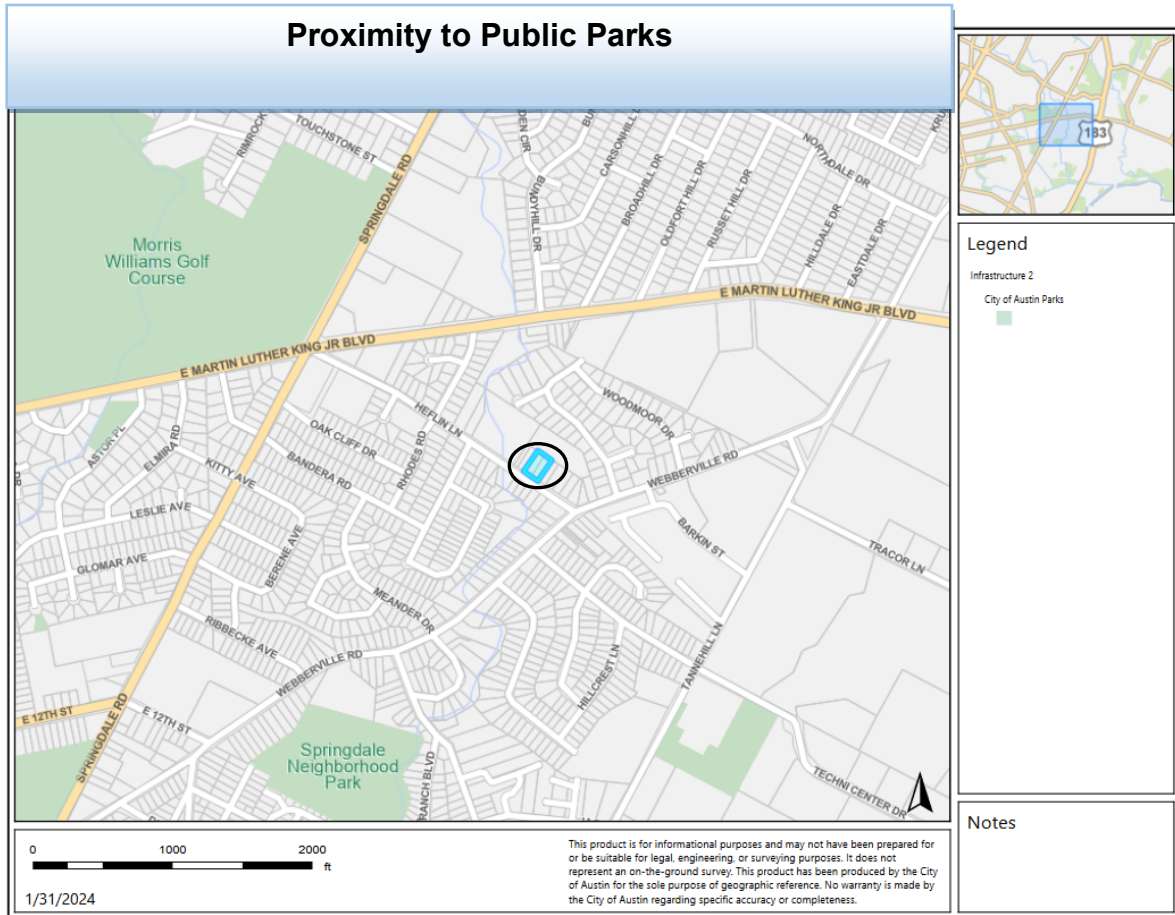 Proximity to Public Parks
183
Legend
Infrastructure 2
City of Austin Parks
Notes
RIMROCK
TOUCHSTONE ST
SPRINGDALE RD
DEN CIR
BUNDYHILL DR
CARSONHILL DR
BROADHILL DR
OLDFORT HILL DR
RUSSET HILL DR
NORTHDALE DR
HILLDALE DR
EASTDALE DR
Morris
Williams Golf
Course
E MARTIN LUTHER KING JR BLVD
E MARTIN LUTHER KING JR BLVD
ASTOR PL
ELMIRA RD
KITTY AVE
OAK CLIFF DR
BANDERA RD
RHODES RD
HEFLIN LN
WOODMOOR DR
WEBBERVILLE RD
LESLIE AVE
GLOMAR AVE
BERENE AVE
BARKIN ST
TRACOR LN
MEANDER DR
RIBBECKE AVE
WEBBERVILLE RD
HILLCREST LN
TANNEHILL LN
E 12TH ST
E 12TH ST
SPRINGDALE RD
Springdale
Neighborhood
Park
RANCH BLVD
TECHNI CENTER DR
0 1000 2000
ft
1/31/2024
This product is for informational purposes and may not have been prepared for
or be suitable for legal, engineering, or surveying purposes. It does not
represent an on-the-ground survey. This product has been produced by the City
of Austin for the sole purpose of geographic reference. No warranty is made by
the City of Austin regarding specific accuracy or completeness.